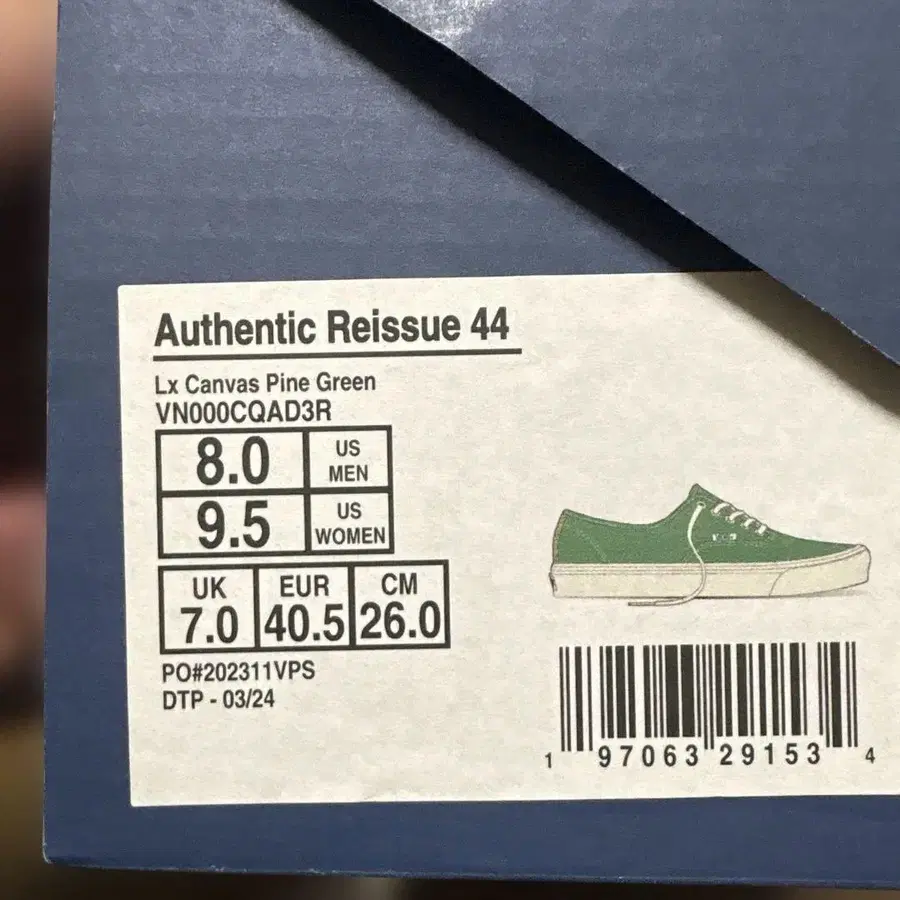 Authentic Reissue 44
Lx Canvas Pine Green
VN000CQAD3R
8.0 US MEN
9.5 US WOMEN
UK EUR CM
7.0 40.5 26.0
PO#202311VPS
DTP - 03/24
1 97063 29153 4